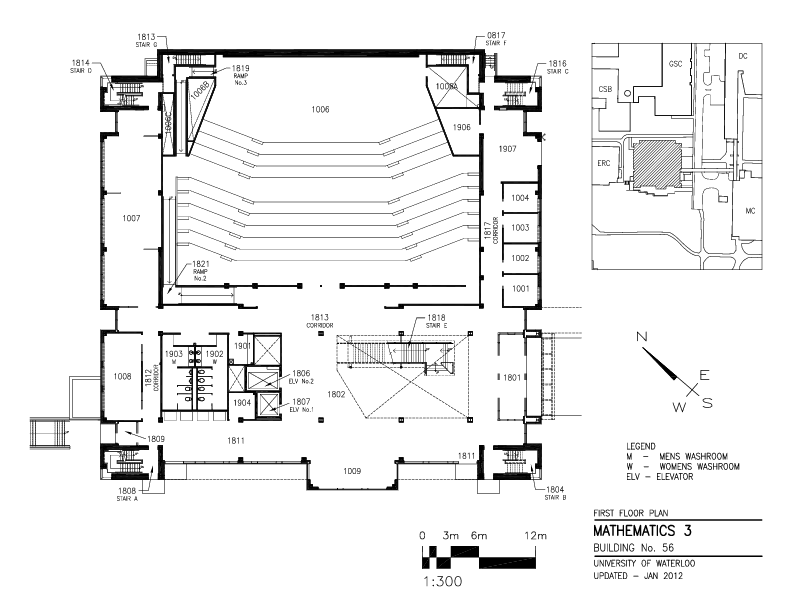 1813
STAIR G
0817
STAIR F
1814
STAIR D
1816
STAIR C
1819
RAMP
No.3
1006B
1006C
1006
1006A
1906
1907
1007
1004
1003
1002
1001
1817
CORRIDOR
1821
RAMP
No.2
1813
CORRIDOR
1818
STAIR E
1008
1812
CORRIDOR
1903
W
1902
W
1901
1806
ELV No.2
1904
1807
ELV No.1
1802
1801
1809
1811
1811
1009
1808
STAIR A
1804
STAIR B
GSC
DC
CSB
ERC
MC
N
E
W
S
LEGEND
M – MENS WASHROOM
W – WOMENS WASHROOM
ELV – ELEVATOR
0 3m 6m 12m
1:300
FIRST FLOOR PLAN
MATHEMATICS 3
BUILDING No. 56
UNIVERSITY OF WATERLOO
UPDATED – JAN 2012